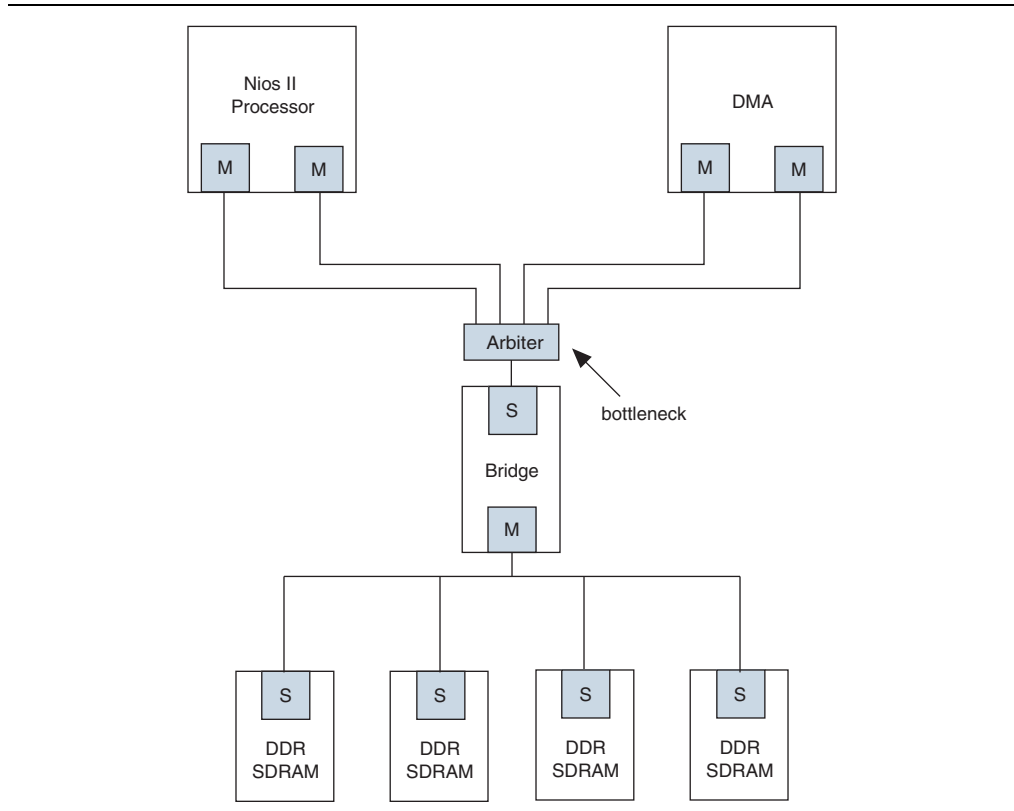 Nios II
Processor
DMA
M
M
M
M
Arbiter
bottleneck
S
Bridge
M
S
S
S
S
DDR
SDRAM
DDR
SDRAM
DDR
SDRAM
DDR
SDRAM